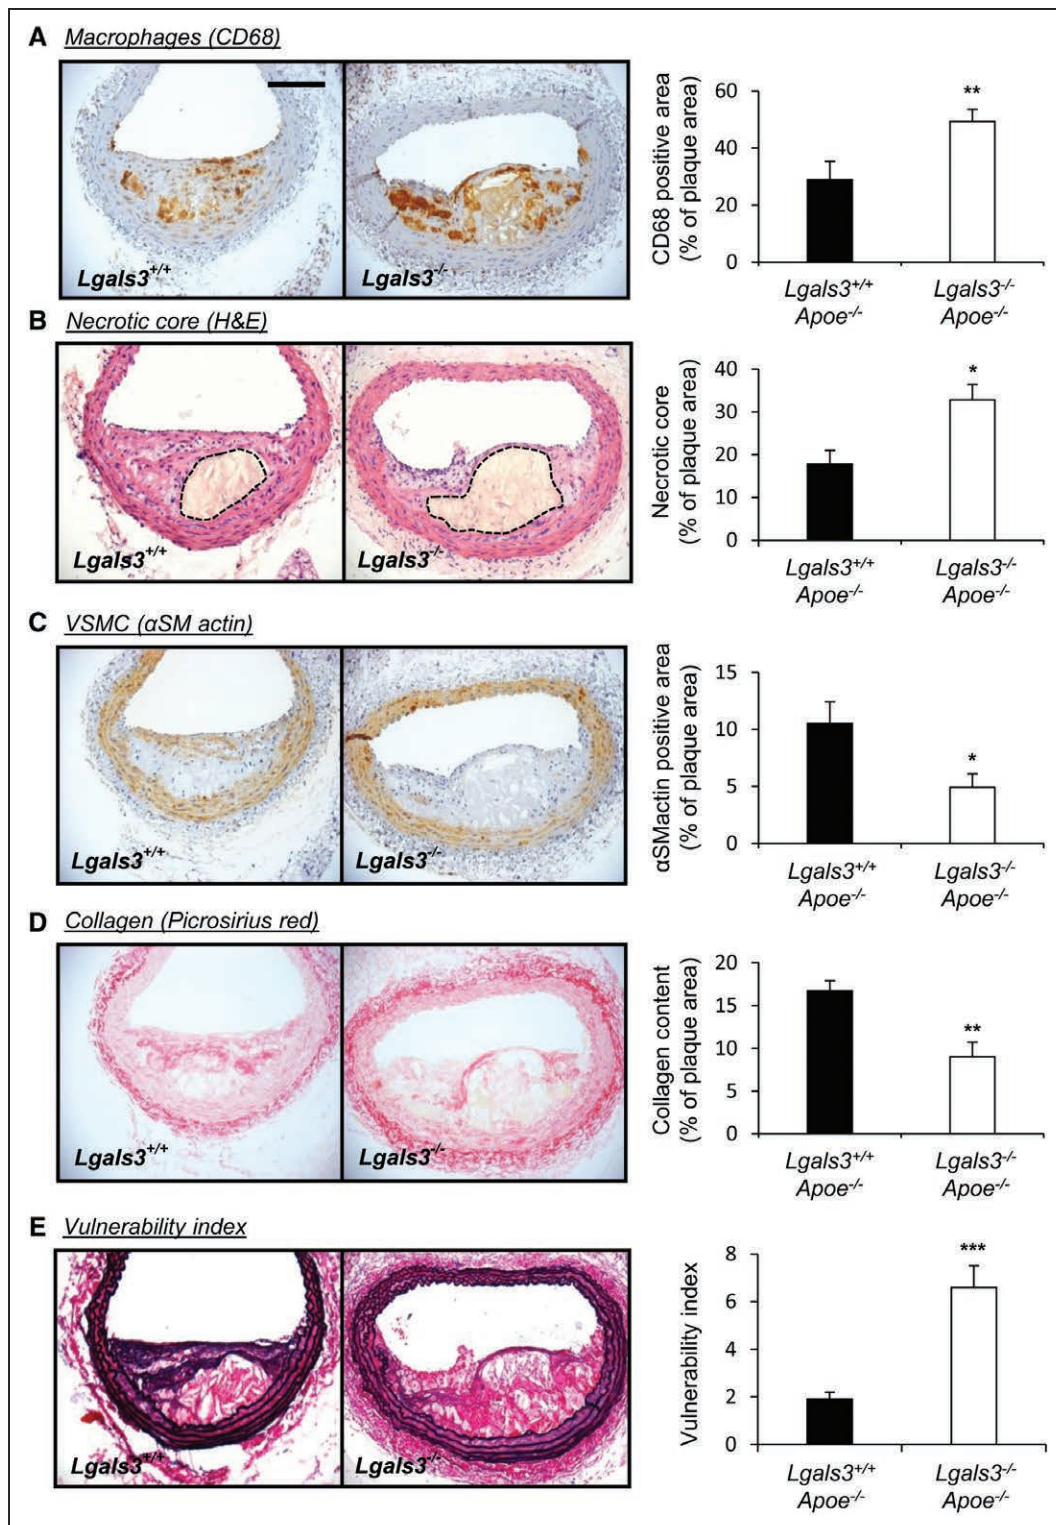 A Macrophages (CD68)
Lgals3+/+
Lgals3-/-
CD68 positive area
(% of plaque area)
60
40
20
0
**
Lgals3+/+
Apoe-/-
Lgals3-/-
Apoe-/-
B Necrotic core (H&E)
Lgals3+/+
Lgals3-/-
Necrotic core
(% of plaque area)
40
30
20
10
0
*
Lgals3+/+
Apoe-/-
Lgals3-/-
Apoe-/-
C VSMC (αSM actin)
Lgals3+/+
Lgals3-/-
αSMactin positive area
(% of plaque area)
15
10
5
0
*
Lgals3+/+
Apoe-/-
Lgals3-/-
Apoe-/-
D Collagen (Picrosirius red)
Lgals3+/+
Lgals3-/-
Collagen content
(% of plaque area)
20
15
10
5
0
**
Lgals3+/+
Apoe-/-
Lgals3-/-
Apoe-/-
E Vulnerability index
Lgals3+/+
Lgals3-/-
Vulnerability index
8
6
4
2
0
***
Lgals3+/+
Apoe-/-
Lgals3-/-
Apoe-/-